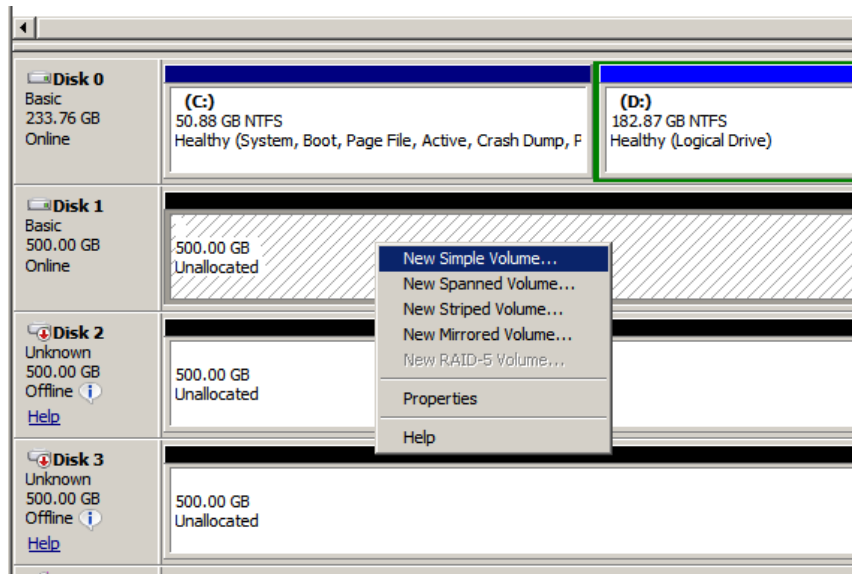 Disk 0
Basic
233.76 GB
Online
(C:)
50.88 GB NTFS
Healthy (System, Boot, Page File, Active, Crash Dump, P
(D:)
182.87 GB NTFS
Healthy (Logical Drive)
Disk 1
Basic
500.00 GB
Online
500.00 GB
Unallocated
New Simple Volume...
New Spanned Volume...
New Striped Volume...
New Mirrored Volume...
New RAID-5 Volume...
Properties
Help
Disk 2
Unknown
500.00 GB
Offline
Help
500.00 GB
Unallocated
Disk 3
Unknown
500.00 GB
Offline
Help
500.00 GB
Unallocated